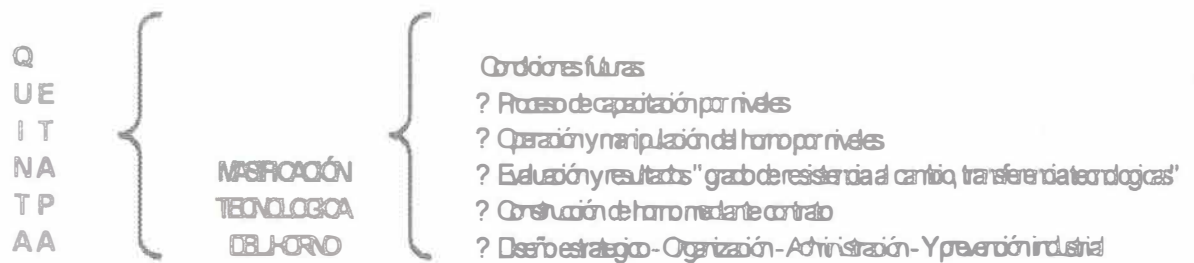 Q
UE
I T
NA
T P
AA
MASIFICACIÓN
TECNOLOGICA
DEL HORNO
Condiciones futuras:
? Proceso de capacitación por niveles
? Operación y manipulación del horno por niveles
? Evaluación y resultados "grado de resistencia al cambio, transferencia tecnologicas"
? Construcción de horno mediante contrato
? Diseño estrategico - Organización - Administración - Y prevención industrial